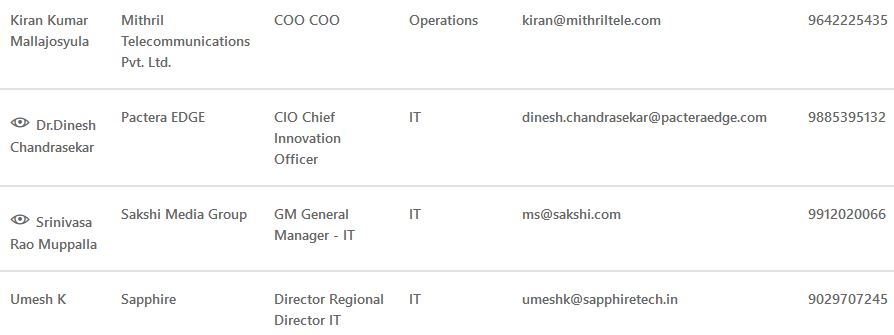 Kiran Kumar Mithril COO COO Operations kiran@mithriltele.com 9642225435
Mallajosyula Telecommunications
Pvt. Ltd.
Dr.Dinesh Pactera EDGE CIO Chief IT dinesh.chandrasekar@pacteraedge.com 9885395132
Chandrasekar Innovation
Officer
Srinivasa Sakshi Media Group GM General IT ms@sakshi.com 9912020066
Rao Muppalla Manager - IT
Umesh K Sapphire Director Regional IT umeshk@sapphiretech.in 9029707245
Director IT